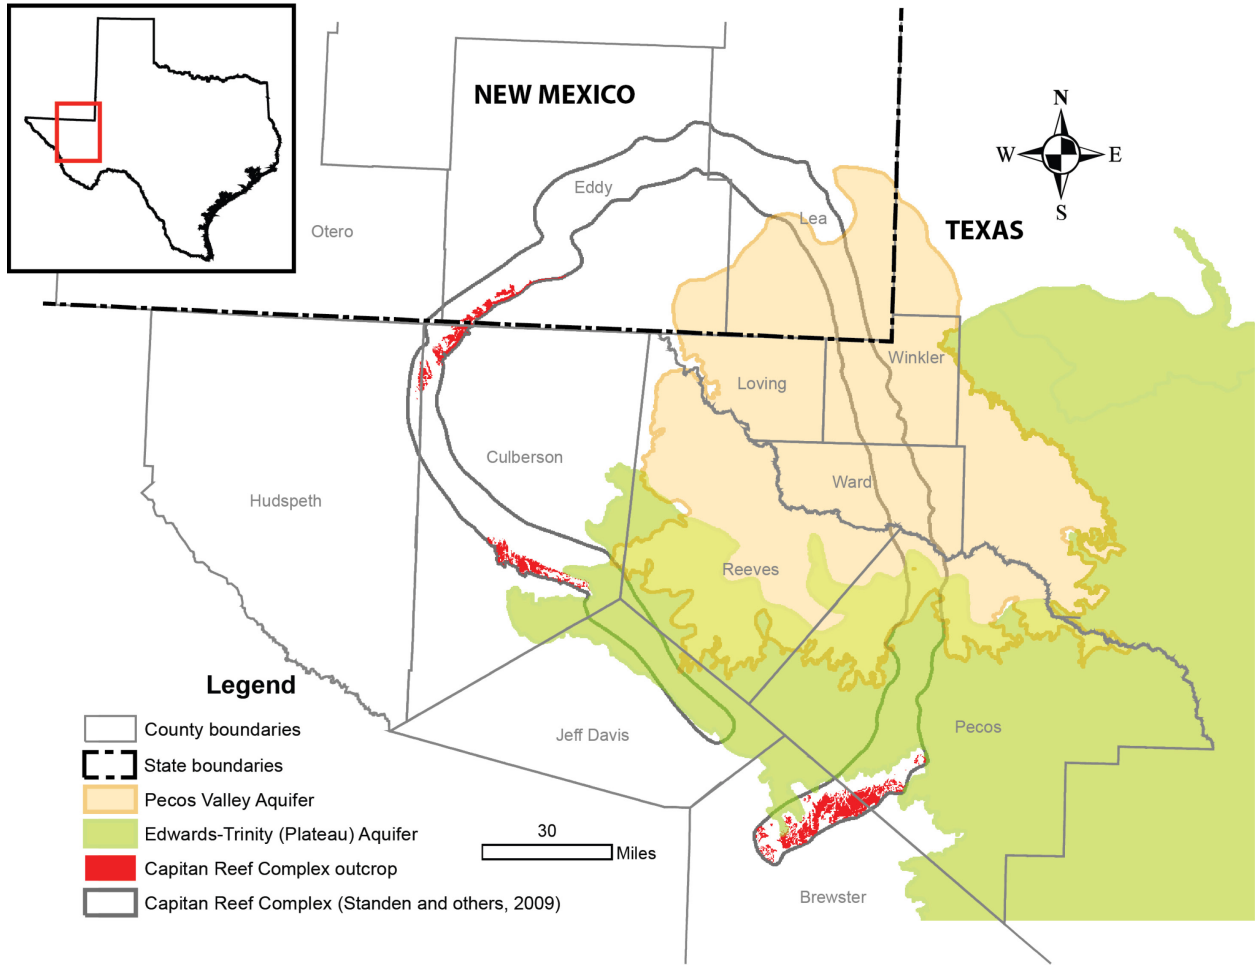 NEW MEXICO
N
W E
S
Eddy
Lea
Otero
TEXAS
Winkler
Loving
Culberson
Ward
Hudspeth
Reeves
Legend
County boundaries
Jeff Davis
Pecos
State boundaries
Pecos Valley Aquifer
Edwards-Trinity (Plateau) Aquifer
30
Miles
Capitan Reef Complex outcrop
Brewster
Capitan Reef Complex (Standen and others, 2009)